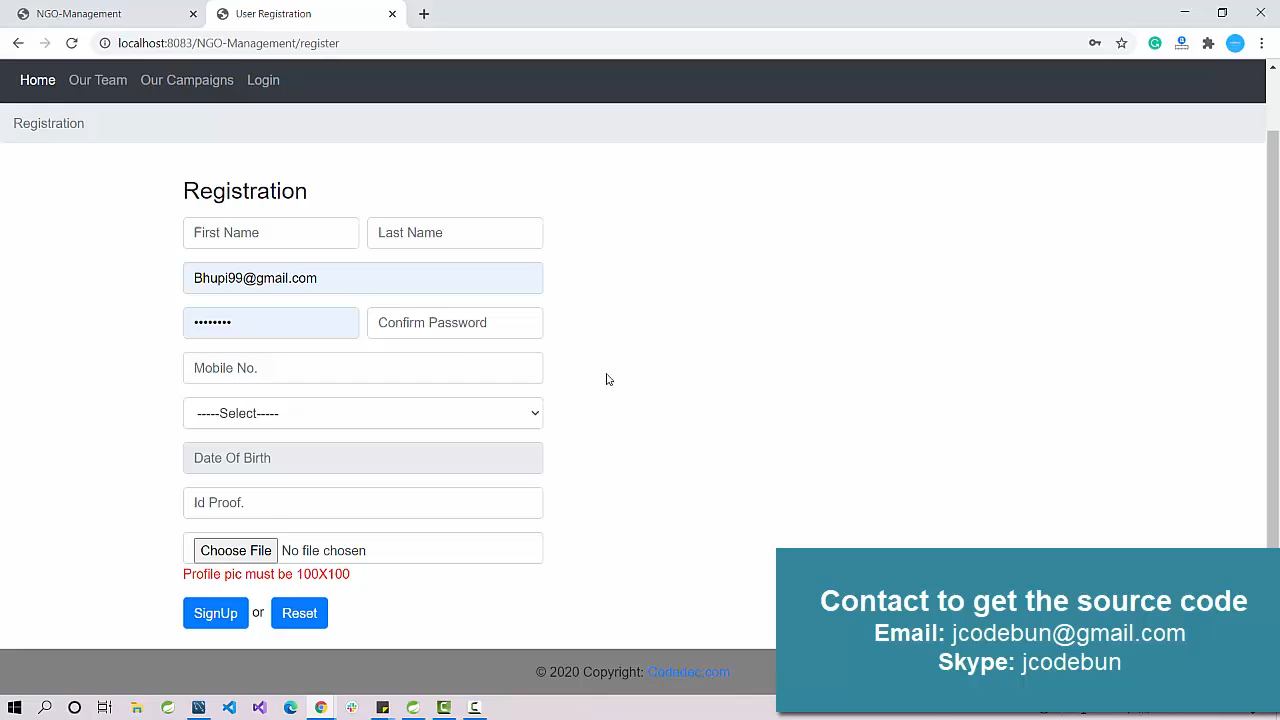 NGO-Management
User Registration
localhost:8083/NGO-Management/register
Home Our Team Our Campaigns Login
Registration
Registration
First Name Last Name
Bhupi99@gmail.com
•••••••• Confirm Password
Mobile No.
-----Select-----
Date Of Birth
Id Proof.
Choose File No file chosen
Profile pic must be 100X100
SignUp or Reset
© 2020 Copyright: Codedec.com
Contact to get the source code
Email: jcodebun@gmail.com
Skype: jcodebun